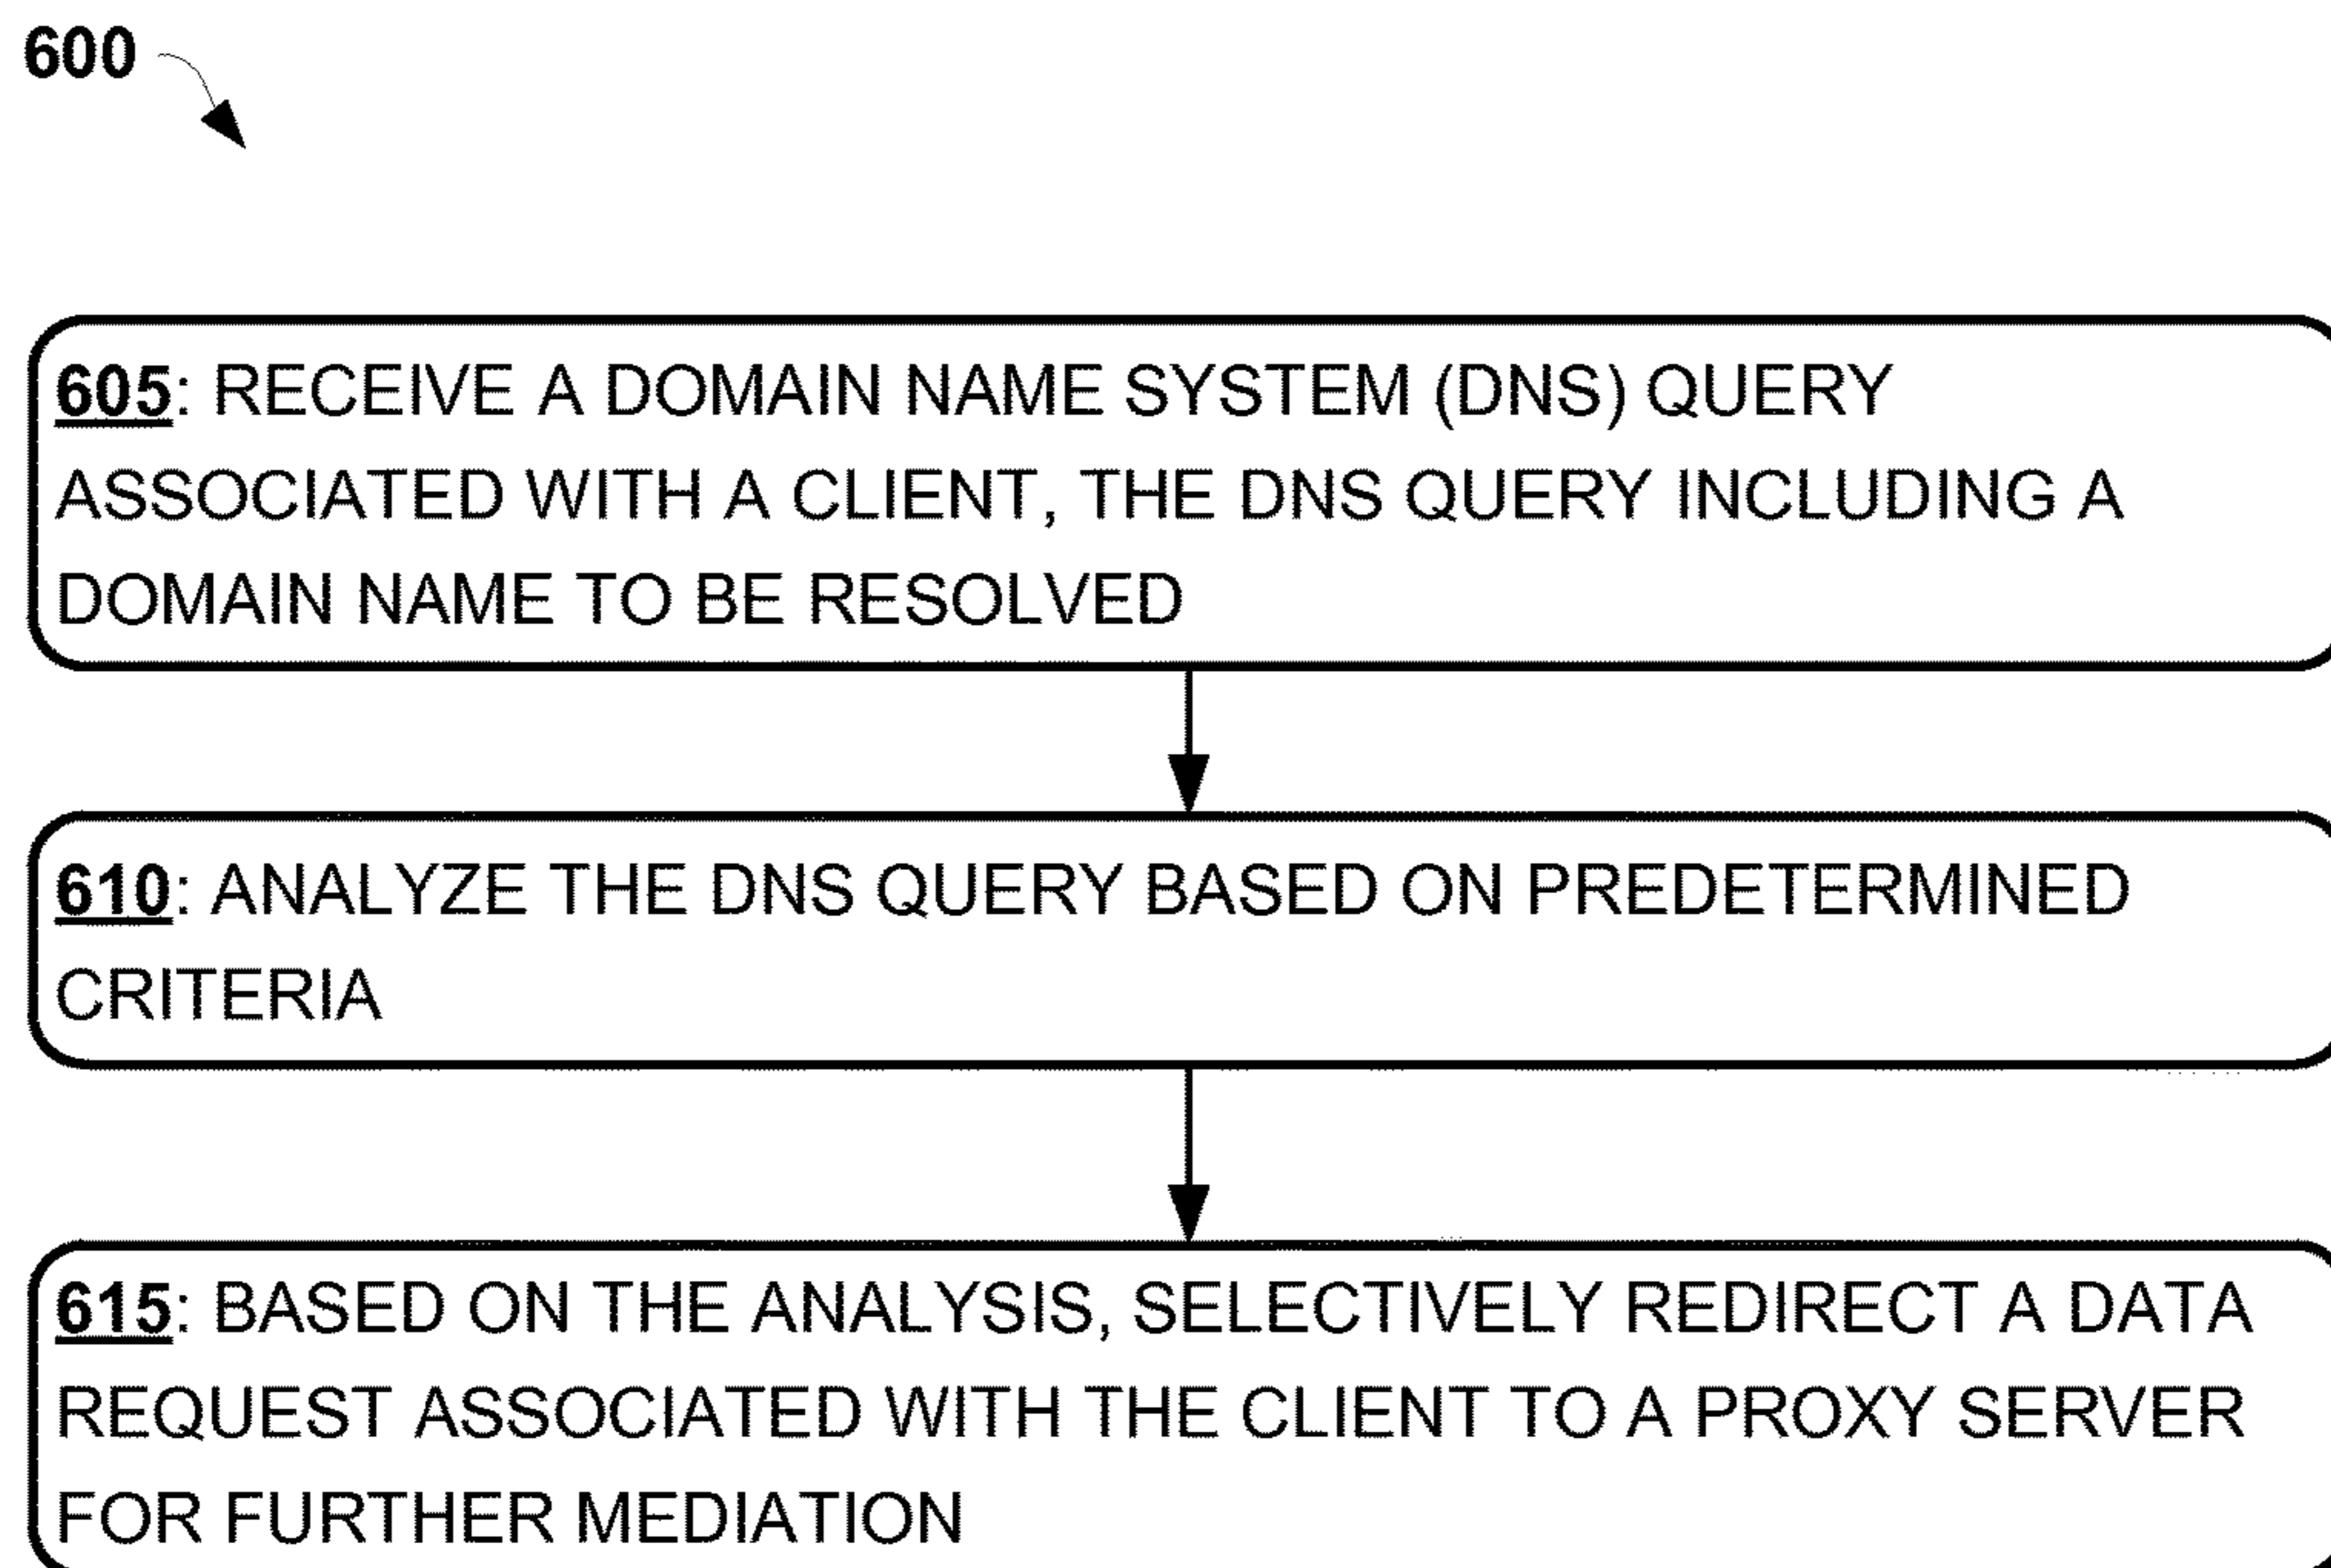 600
605: RECEIVE A DOMAIN NAME SYSTEM (DNS) QUERY
ASSOCIATED WITH A CLIENT, THE DNS QUERY INCLUDING A
DOMAIN NAME TO BE RESOLVED
610: ANALYZE THE DNS QUERY BASED ON PREDETERMINED
CRITERIA
615: BASED ON THE ANALYSIS, SELECTIVELY REDIRECT A DATA
REQUEST ASSOCIATED WITH THE CLIENT TO A PROXY SERVER
FOR FURTHER MEDIATION